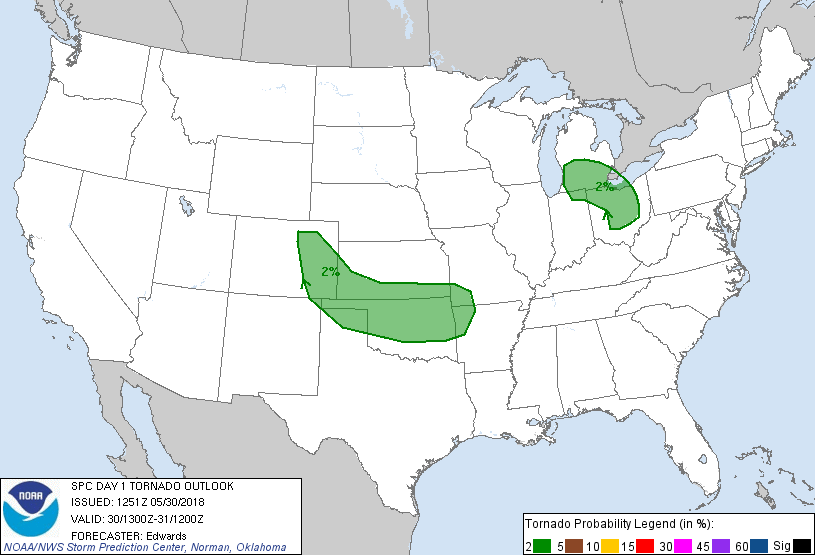 2%
2%
NOAA
SPC DAY 1 TORNADO OUTLOOK
ISSUED: 1251Z 05/30/2018
VALID: 30/1300Z-31/1200Z
FORECASTER: Edwards
NOAA/NWS Storm Prediction Center, Norman, Oklahoma
Tornado Probability Legend (in %):
2 5 10 15 30 45 60 Sig